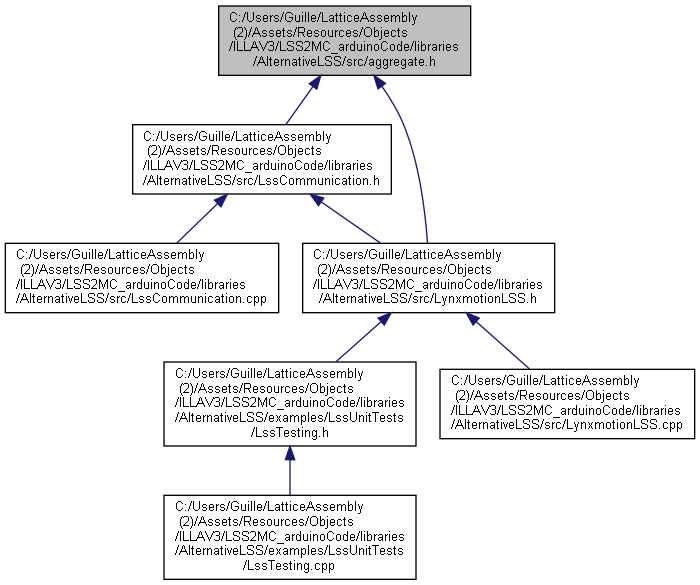 C:/Users/Guille/LatticeAssembly
(2)/Assets/Resources/Objects
/ILLAV3/LSS2MC_arduinoCode/libraries
/AlternativeLSS/src/aggregate.h
C:/Users/Guille/LatticeAssembly
(2)/Assets/Resources/Objects
/ILLAV3/LSS2MC_arduinoCode/libraries
/AlternativeLSS/src/LssCommunication.h
C:/Users/Guille/LatticeAssembly
(2)/Assets/Resources/Objects
/ILLAV3/LSS2MC_arduinoCode/libraries
/AlternativeLSS/src/LssCommunication.cpp
C:/Users/Guille/LatticeAssembly
(2)/Assets/Resources/Objects
/ILLAV3/LSS2MC_arduinoCode/libraries
/AlternativeLSS/src/LynxmotionLSS.h
C:/Users/Guille/LatticeAssembly
(2)/Assets/Resources/Objects
/ILLAV3/LSS2MC_arduinoCode/libraries
/AlternativeLSS/examples/LssUnitTests
/LssTesting.h
C:/Users/Guille/LatticeAssembly
(2)/Assets/Resources/Objects
/ILLAV3/LSS2MC_arduinoCode/libraries
/AlternativeLSS/src/LynxmotionLSS.cpp
C:/Users/Guille/LatticeAssembly
(2)/Assets/Resources/Objects
/ILLAV3/LSS2MC_arduinoCode/libraries
/AlternativeLSS/examples/LssUnitTests
/LssTesting.cpp